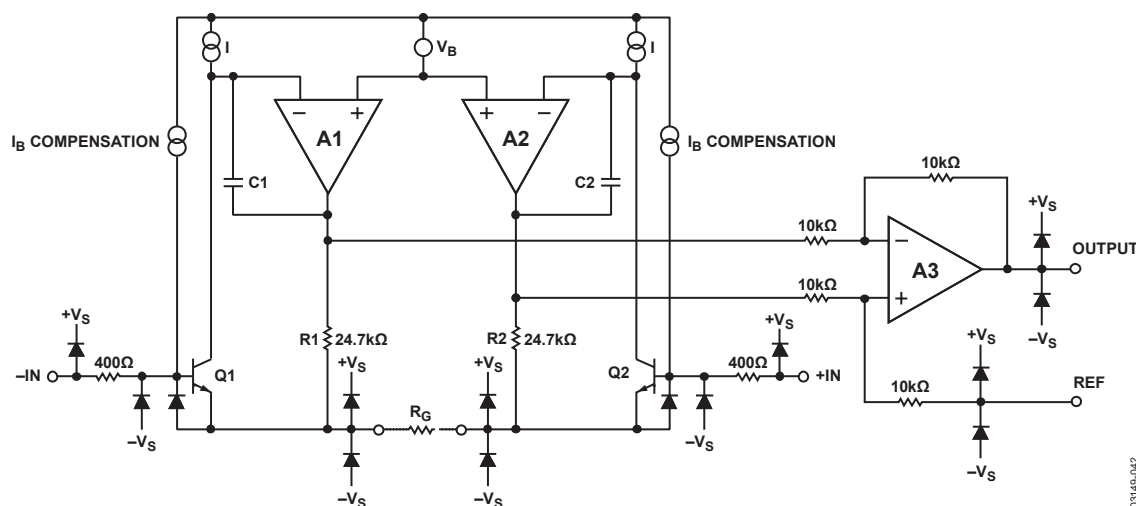 I
V_B
I
I_B COMPENSATION
− + + −
A1 A2
I_B COMPENSATION
C1 C2
10kΩ
+V_S
10kΩ
−
A3
OUTPUT
10kΩ
+
−V_S
+V_S
R1 24.7kΩ
R2 24.7kΩ
+V_S
400Ω
−IN
Q1
+V_S
+V_S
Q2
400Ω
+IN
+V_S
10kΩ
REF
−V_S
R_G
−V_S
−V_S
−V_S
−V_S
03149-042